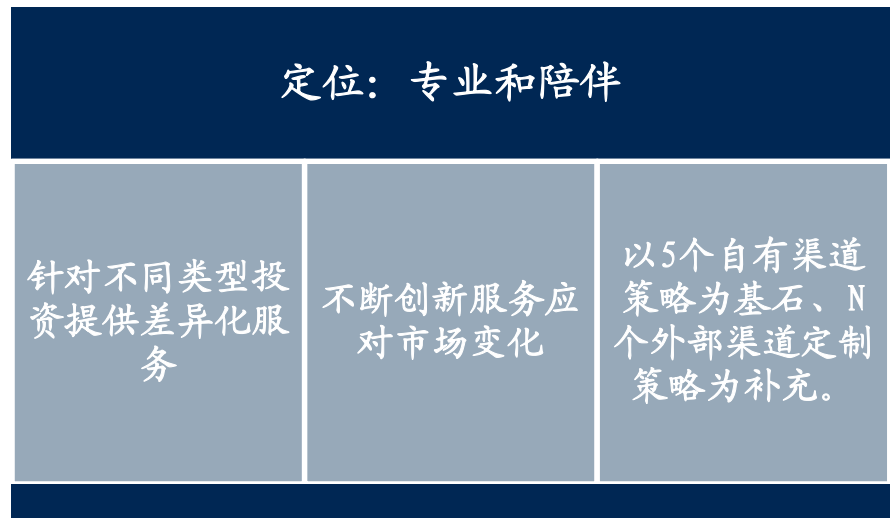 定位：专业和陪伴
针对不同类型投
资提供差异化服
务
不断创新服务应
对市场变化
以5个自有渠道
策略为基石、N
个外部渠道定制
策略为补充。